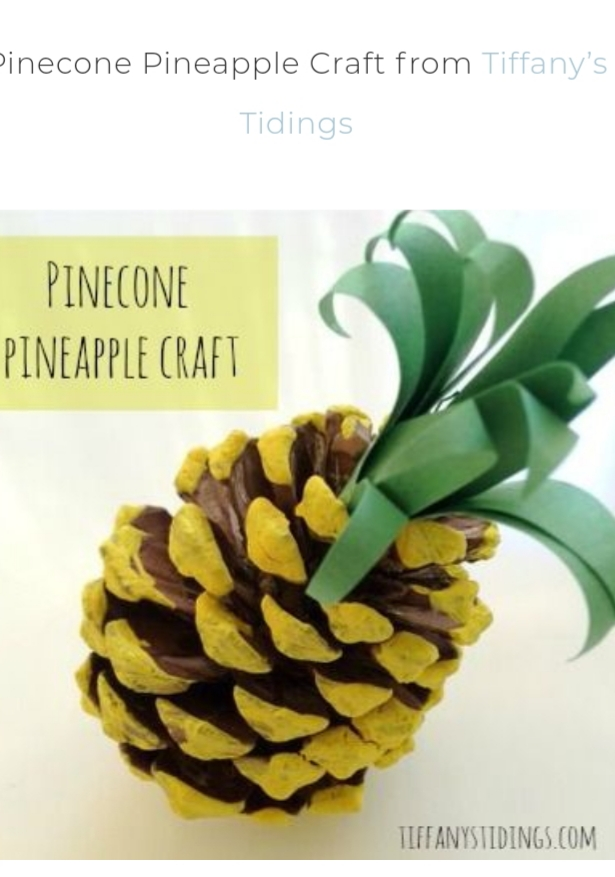 Pinecone Pineapple Craft from Tiffany’s
Tidings
PINECONE
PINEAPPLE CRAFT
TIFFANYSTIDINGS.COM